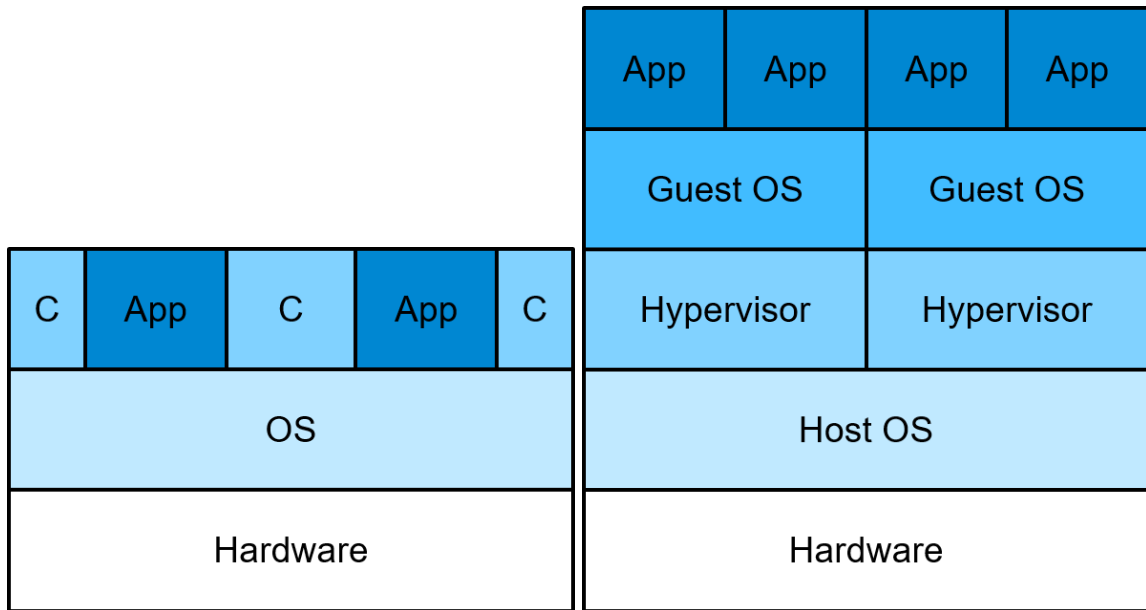 App App App App
Guest OS Guest OS
C App C App C Hypervisor Hypervisor
OS Host OS
Hardware Hardware